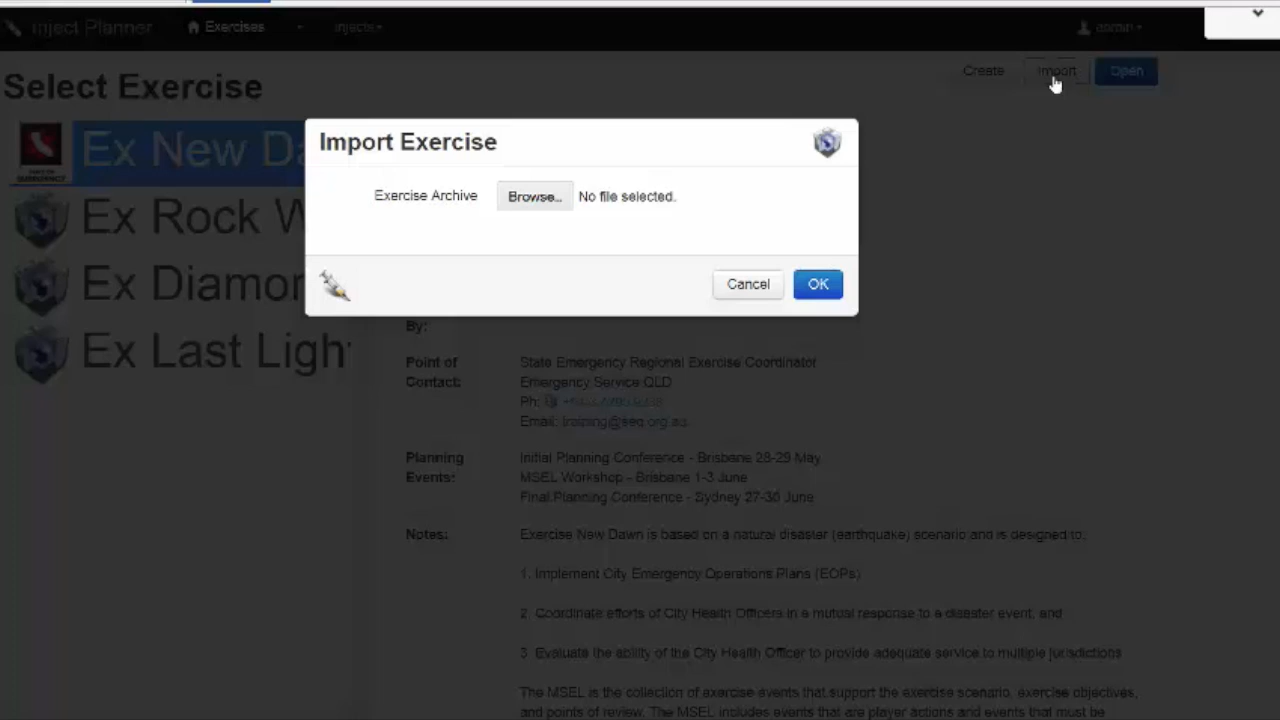 Inject Planner
Exercises
Injects
admin
Select Exercise
Create
Import
Open
Ex New Da
Ex Rock W
Ex Diamon
Ex Last Ligh
Import Exercise
Exercise Archive
Browse...
No file selected.
Cancel
OK
By:
Point of Contact:
State Emergency Regional Exercise Coordinator
Emergency Service QLD
Ph:
Email: training@seq.org.au
Planning Events:
Initial Planning Conference - Brisbane 28-29 May
MSEL Workshop - Brisbane 1-3 June
Final Planning Conference - Sydney 27-30 June
Notes:
Exercise New Dawn is based on a natural disaster (earthquake) scenario and is designed to:
1. Implement City Emergency Operations Plans (EOPs)
2. Coordinate efforts of City Health Officers in a mutual response to a disaster event, and
3. Evaluate the ability of the City Health Officer to provide adequate service to multiple jurisdictions
The MSEL is the collection of exercise events that support the exercise scenario, exercise objectives,
and points of review. The MSEL includes events that are player actions and events that must be